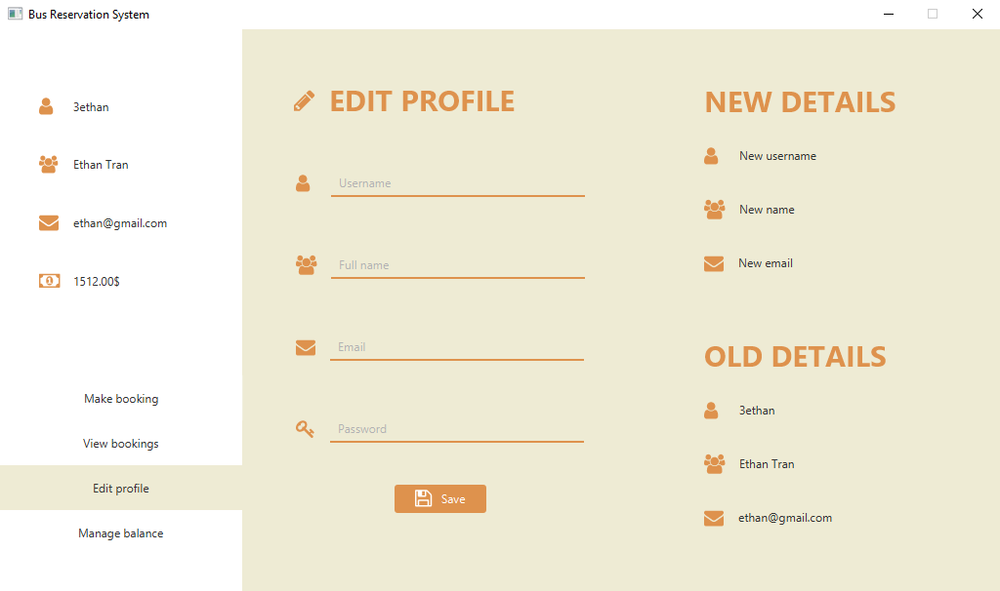 Bus Reservation System
3ethan
Ethan Tran
ethan@gmail.com
1512.00$
Make booking
View bookings
Edit profile
Manage balance
EDIT PROFILE
Username
Full name
Email
Password
Save
NEW DETAILS
New username
New name
New email
OLD DETAILS
3ethan
Ethan Tran
ethan@gmail.com